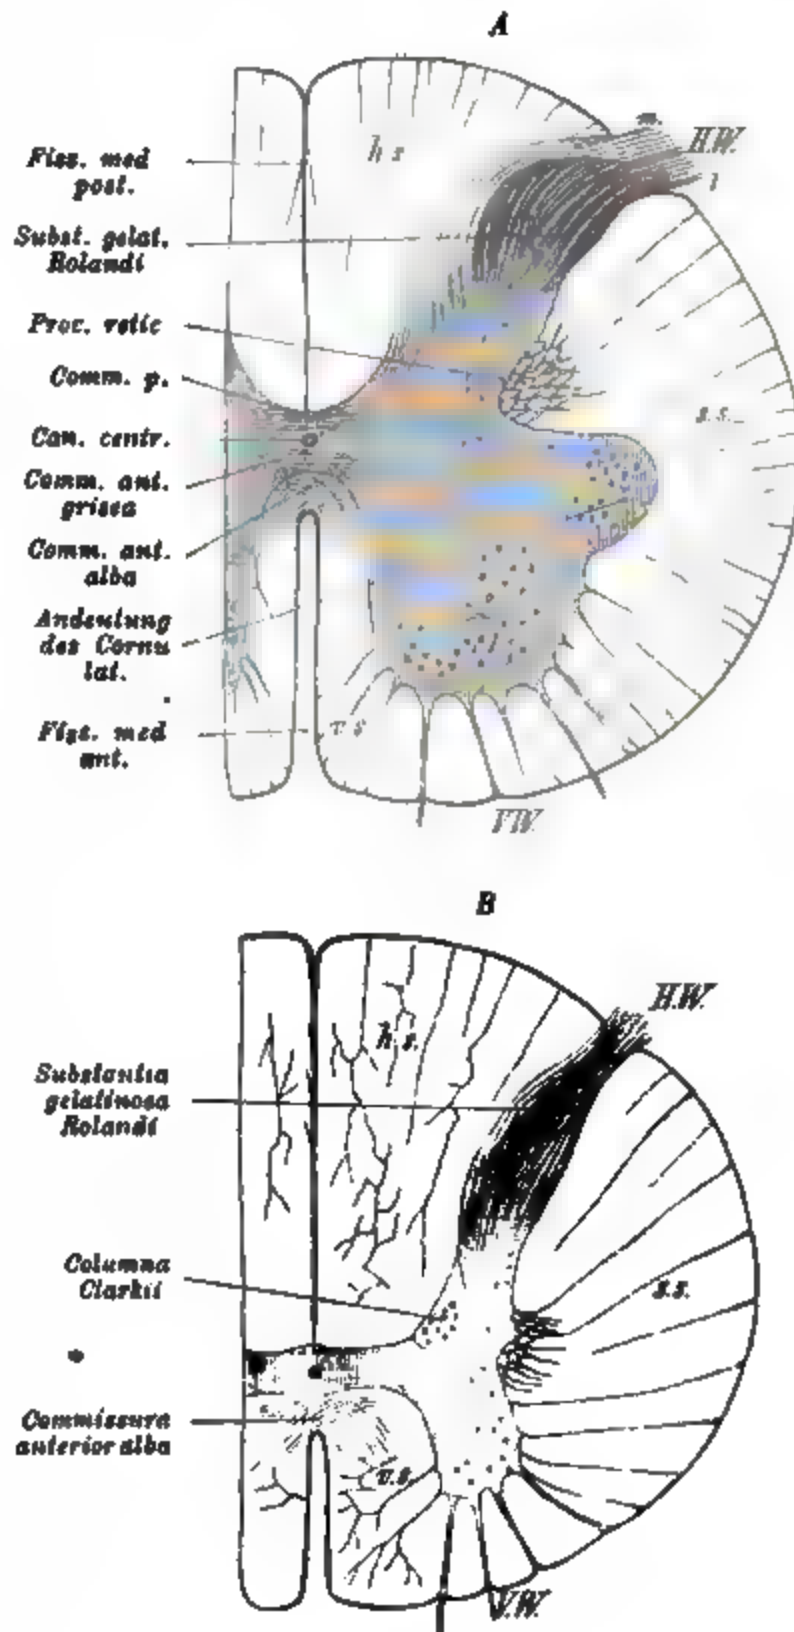 A
m.
H.W.
h s
Fiss. med
post.
l
Subst. gelat.
Rolandi
Proc. retic
Comm. p.
s.s.
Can. centr.
Comm. ant.
grisea
Comm. ant.
alba
Andeutung
des Cornu
lat.
Fiss. med
ant.
v s
V.W.
B
H.W.
h.s.
Substantia
gelatinosa
Rolandi
Columna
Clarkii
s.s.
Commissura
anterior alba
v.s.
V.W.